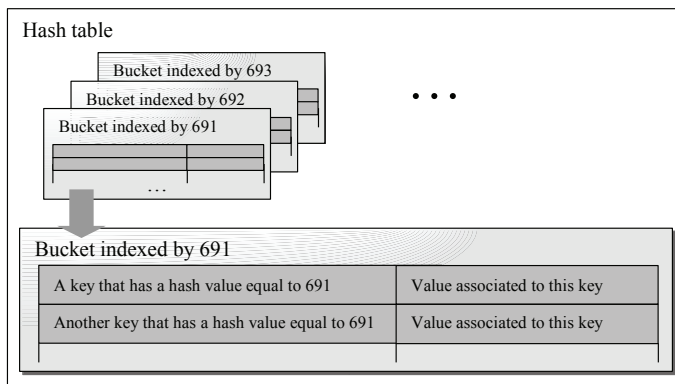 Hash table
Bucket indexed by 693
Bucket indexed by 692
Bucket indexed by 691
...
• • •
Bucket indexed by 691
A key that has a hash value equal to 691 Value associated to this key
Another key that has a hash value equal to 691 Value associated to this key